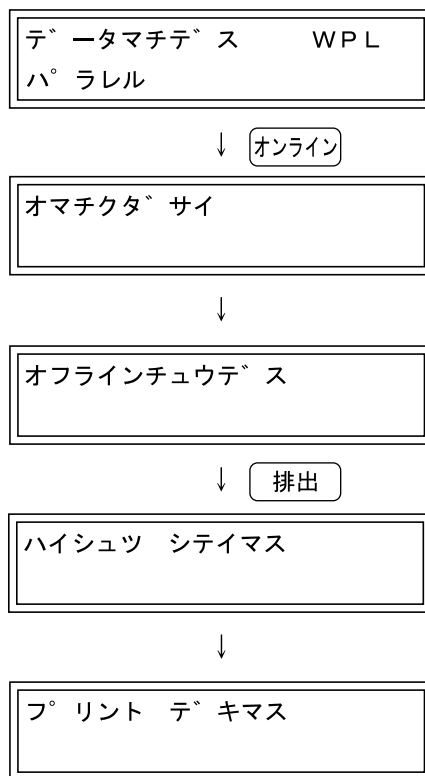 デ゛ータマチデ゛ス　　　ＷＰＬ
ハ゜ラレル
↓ オンライン
オマチクタ゛サイ
↓
オフラインチュウデ゛ス
↓ 排出
ハイシュツ　シテイマス
↓
フ゜リント　デ゛キマス